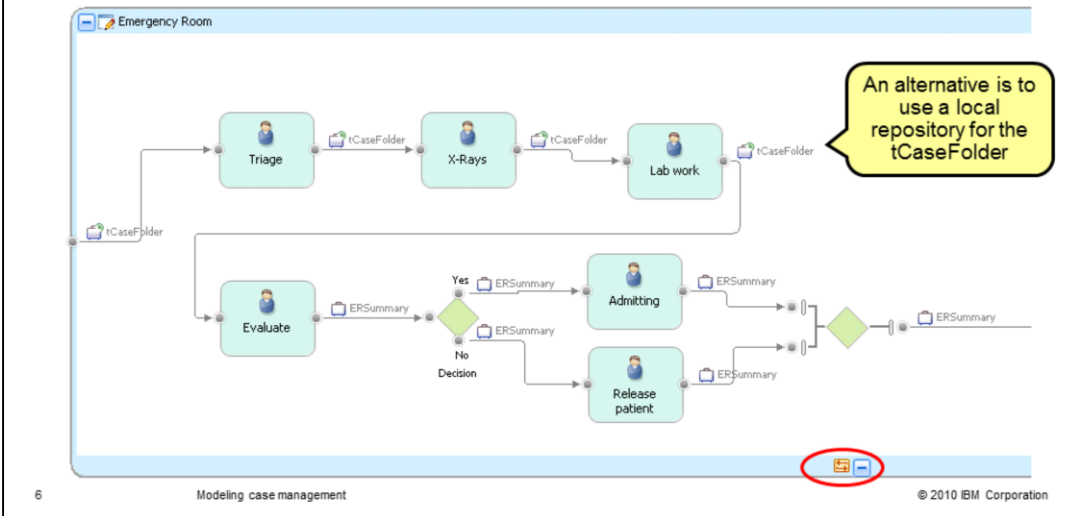 Emergency Room
An alternative is to
use a local
repository for the
tCaseFolder
Triage
tCaseFolder
X-Rays
tCaseFolder
Lab work
tCaseFolder
tCaseFolder
Evaluate
ERSummary
Yes
ERSummary
Admitting
ERSummary
ERSummary
No
Decision
ERSummary
Release
patient
ERSummary
6
Modeling case management
© 2010 IBM Corporation